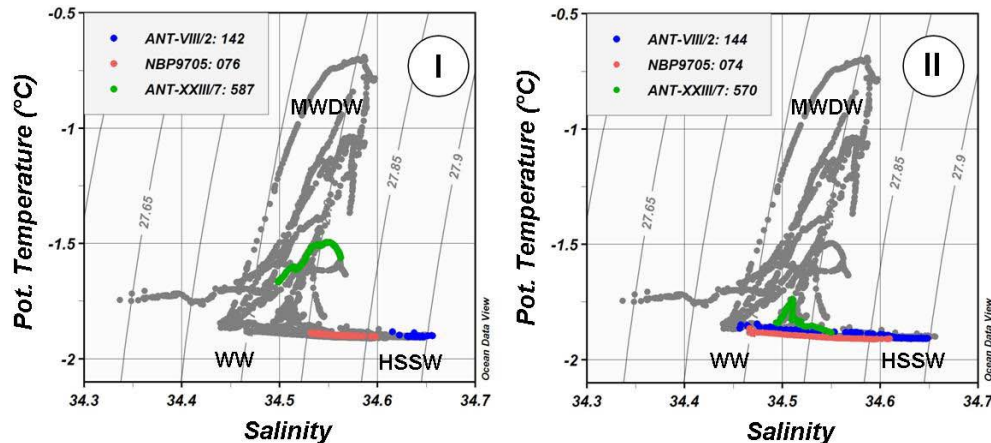 -0.5
ANT-VIII/2: 142
NBP9705: 076
ANT-XXIII/7: 587
I
MWDW
-1
27.85
27.9
27.65
-1.5
Pot. Temperature (°C)
-2
WW
HSSW
Ocean Data View
34.3
34.4
34.5
34.6
34.7
Salinity
-0.5
ANT-VIII/2: 144
NBP9705: 074
ANT-XXIII/7: 570
II
MWDW
-1
27.85
27.9
27.65
-1.5
Pot. Temperature (°C)
-2
WW
HSSW
Ocean Data View
34.3
34.4
34.5
34.6
34.7
Salinity